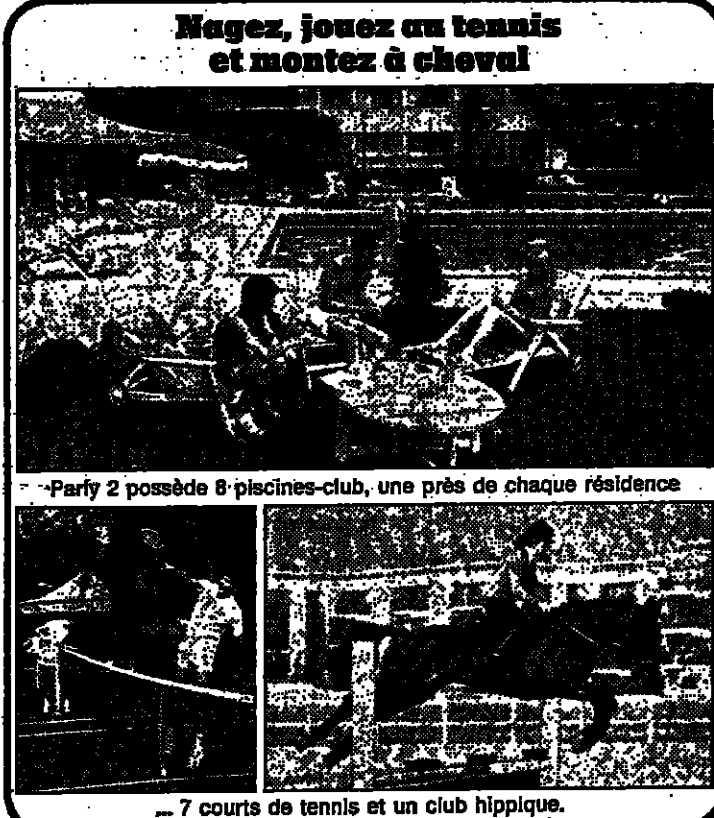 Nagez, jouez au tennis
et montez à cheval
Parly 2 possède 8 piscines-club, une près de chaque résidence
... 7 courts de tennis et un club hippique.